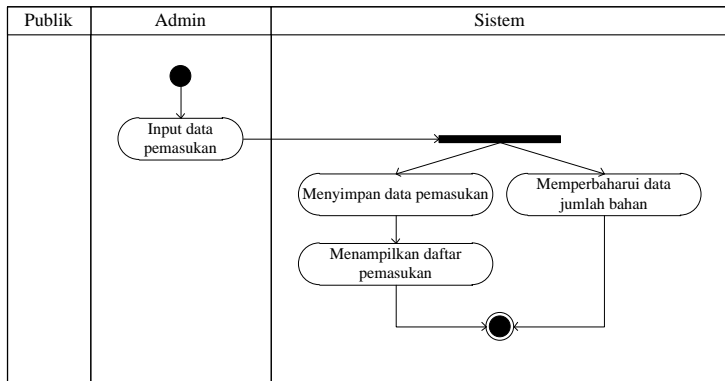 Publik
Admin
Sistem
Input data
pemasukan
Menyimpan data pemasukan
Memperbaharui data
jumlah bahan
Menampilkan daftar
pemasukan